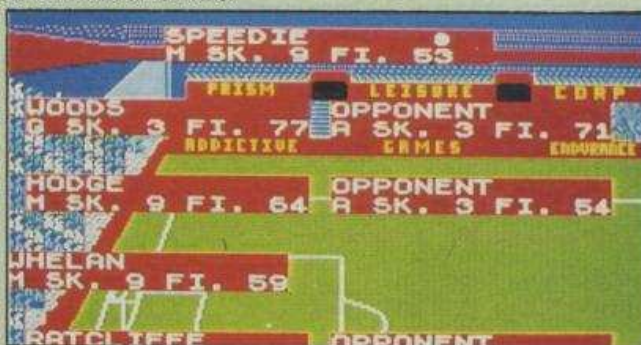 SPEEDIE
M SK. 9 FI. 53
PRISM LEISURE CORP
WOODS OPPONENT
G SK. 3 FI. 77 A SK. 3 FI. 71
ADDICTIVE GAMES ENDURANCE
HODGE OPPONENT
M SK. 9 FI. 64 A SK. 3 FI. 54
WHELAN
M SK. 9 FI. 59
RATCLIFFE OPPONENT